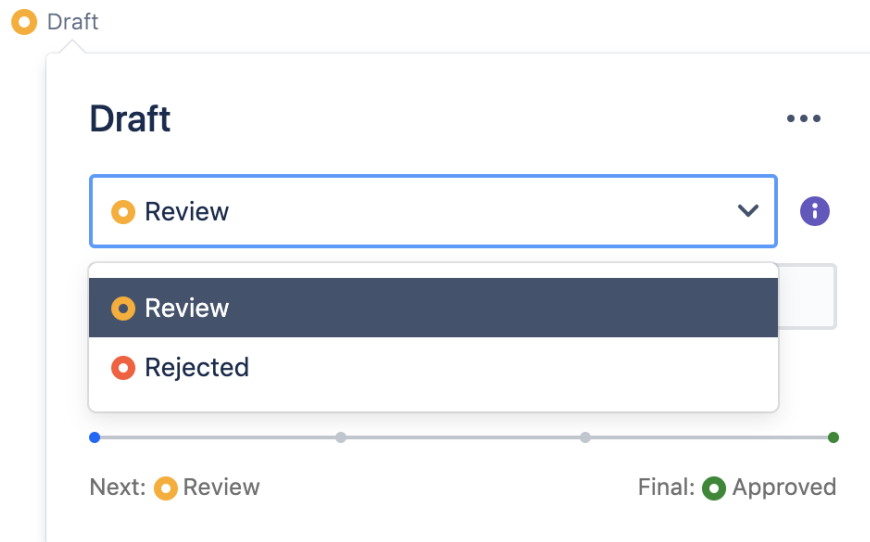 Draft
Draft
Review
Review
Rejected
Next: Review
Final: Approved